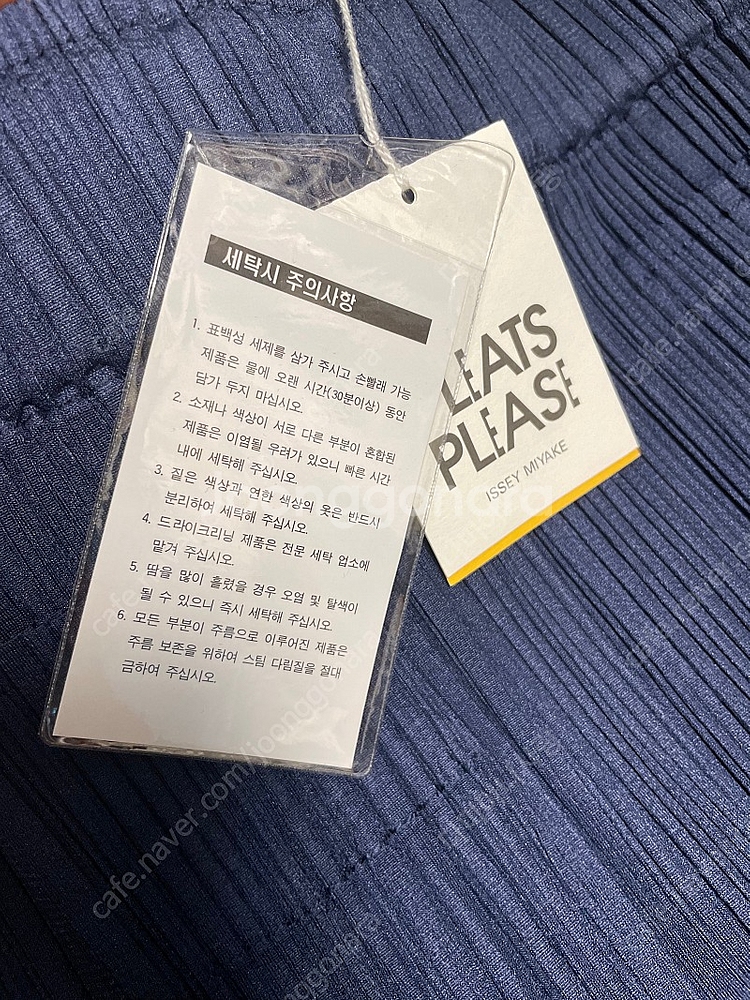 세탁시 주의사항
1. 표백성 세제를 삼가 주시고 손빨래 가능
제품은 물에 오랜 시간(30분이상) 동안
담가 두지 마십시오.
2. 소재나 색상이 서로 다른 부분이 혼합된
제품은 이염될 우려가 있으니 빠른 시간
내에 세탁해 주십시오.
3. 짙은 색상과 연한 색상의 옷은 반드시
분리하여 세탁해 주십시오.
4. 드라이크리닝 제품은 전문 세탁 업소에
맡겨 주십시오.
5. 땀을 많이 흘렸을 경우 오염 및 탈색이
될 수 있으니 즉시 세탁해 주십시오.
6. 모든 부분이 주름으로 이루어진 제품은
주름 보존을 위하여 스팀 다림질을 절대
금하여 주십시오.
LEATS
PLEASE
ISSEY MIYAKE
joonggonara
cafe.naver.com/joonggonara